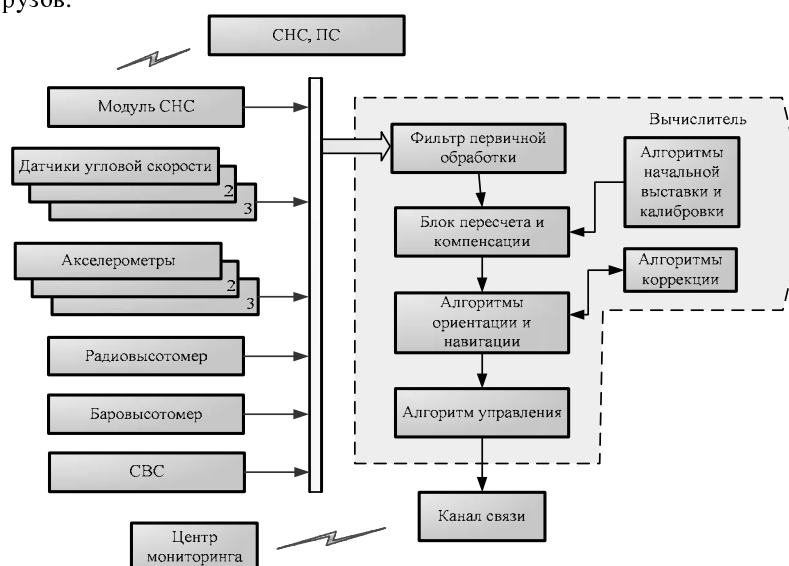 рузов.
СНС, ПС
Модуль СНС
Датчики угловой скорости
2
3
Акселерометры
2
3
Радиовысотомер
Баровысотомер
СВС
Центр
мониторинга
Вычислитель
Фильтр первичной
обработки
Алгоритмы
начальной
выставки и
калибровки
Блок пересчета и
компенсации
Алгоритмы
коррекции
Алгоритмы
ориентации и
навигации
Алгоритм управления
Канал связи